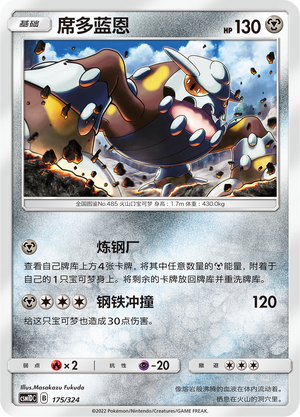 基础 席多蓝恩 HP 130
全国图鉴No.485 火山口宝可梦 身高：1.7m 体重：430.0kg
炼钢厂
查看自己牌库上方4张卡牌，将其中任意数量的能量，附着于
自己的1只宝可梦身上。将剩余的卡牌放回牌库并重洗牌库。
钢铁冲撞 120
给这只宝可梦也造成30点伤害。
弱点 ×2 抗性 -20 撤退
Illus.Masakazu Fukuda
CSM1DC B 175/324
像熔岩般沸腾的血液在体内流动着。
栖息在火山的洞穴里。
©2022 Pokémon/Nintendo/Creatures/GAME FREAK.